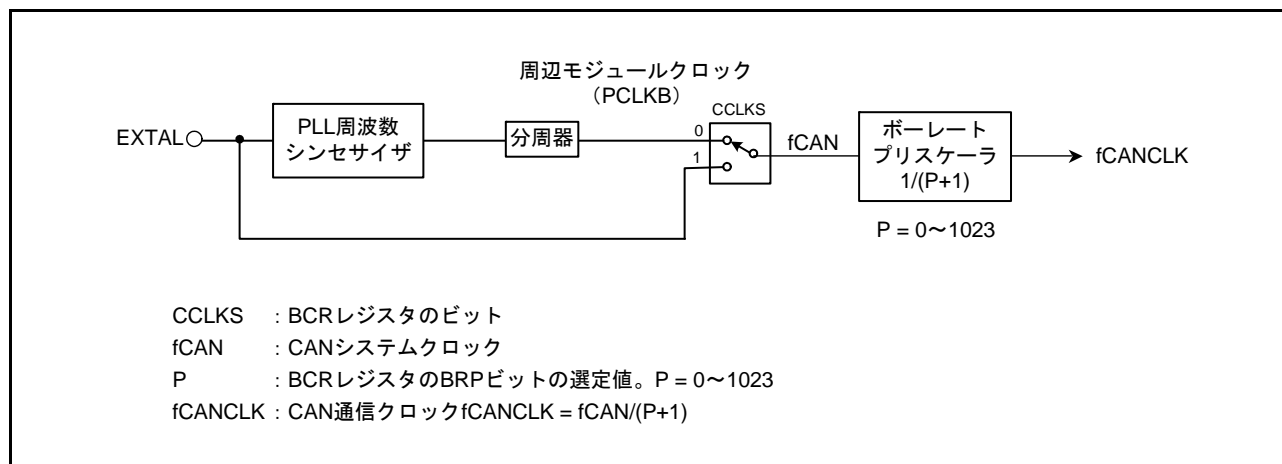 周辺モジュールクロック
（PCLKB）
CCLKS
EXTAL
PLL周波数
シンセサイザ
分周器
0
1
fCAN
ボーレート
プリスケーラ
1/(P+1)
fCANCLK
P = 0～1023
CCLKS : BCRレジスタのビット
fCAN : CANシステムクロック
P : BCRレジスタのBRPビットの選定値。P = 0～1023
fCANCLK : CAN通信クロックfCANCLK = fCAN/(P+1)